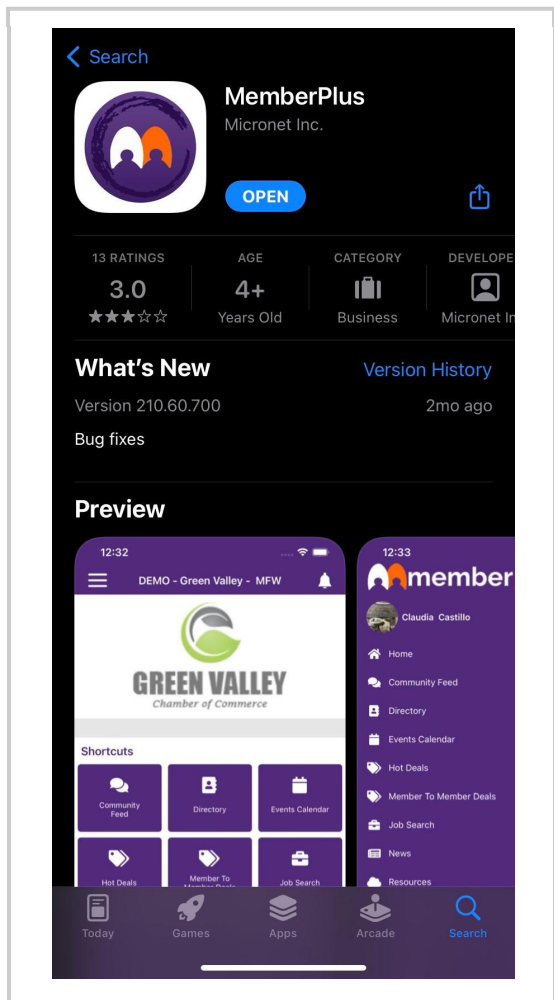 Search
MemberPlus
Micronet Inc.
OPEN
13 RATINGS
3.0
AGE
4+
Years Old
CATEGORY
Business
DEVELOPE
Micronet In
What's New
Version History
Version 210.60.700
2mo ago
Bug fixes
Preview
12:32
DEMO - Green Valley - MFW
GREEN VALLEY
Chamber of Commerce
Shortcuts
Community
Feed
Directory
Events Calendar
Hot Deals
Member To
Member Deals
Job Search
12:33
member
Claudia Castillo
Home
Community Feed
Directory
Events Calendar
Hot Deals
Member To Member Deals
Job Search
News
Resources
Today
Games
Apps
Arcade
Search